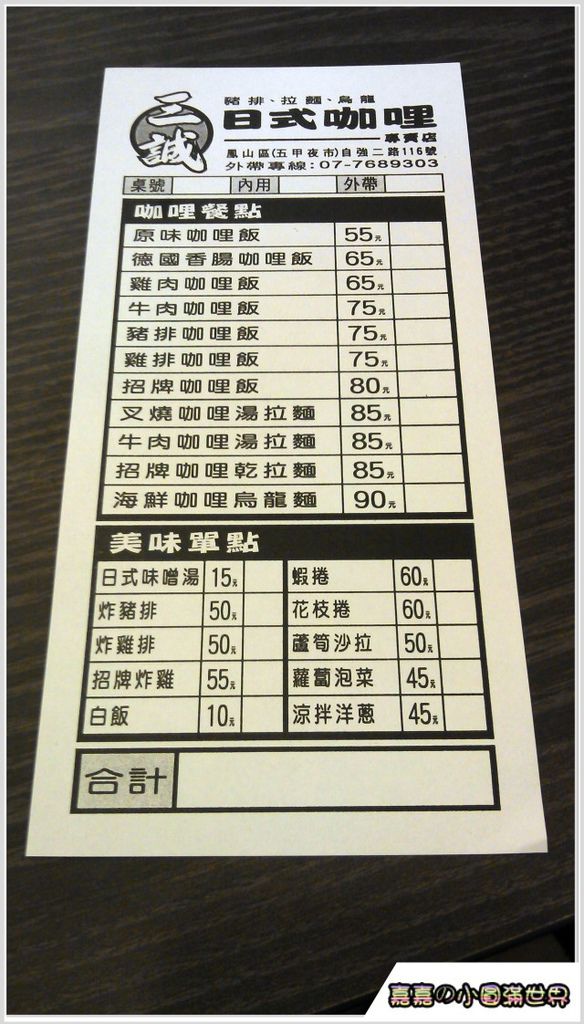 三誠
豬排、拉麵、烏龍
日式咖哩
專賣店
鳳山區(五甲夜市)自強二路116號
外帶專線:07-7689303
桌號 內用 外帶
咖哩餐點
原味咖哩飯 55元
德國香腸咖哩飯 65元
雞肉咖哩飯 65元
牛肉咖哩飯 75元
豬排咖哩飯 75元
雞排咖哩飯 75元
招牌咖哩飯 80元
叉燒咖哩湯拉麵 85元
牛肉咖哩湯拉麵 85元
招牌咖哩乾拉麵 85元
海鮮咖哩烏龍麵 90元
美味單點
日式味噌湯 15元 蝦捲 60元
炸豬排 50元 花枝捲 60元
炸雞排 50元 蘆筍沙拉 50元
招牌炸雞 55元 蘿蔔泡菜 45元
白飯 10元 涼拌洋蔥 45元
合計
嘉嘉の小圓滿世界